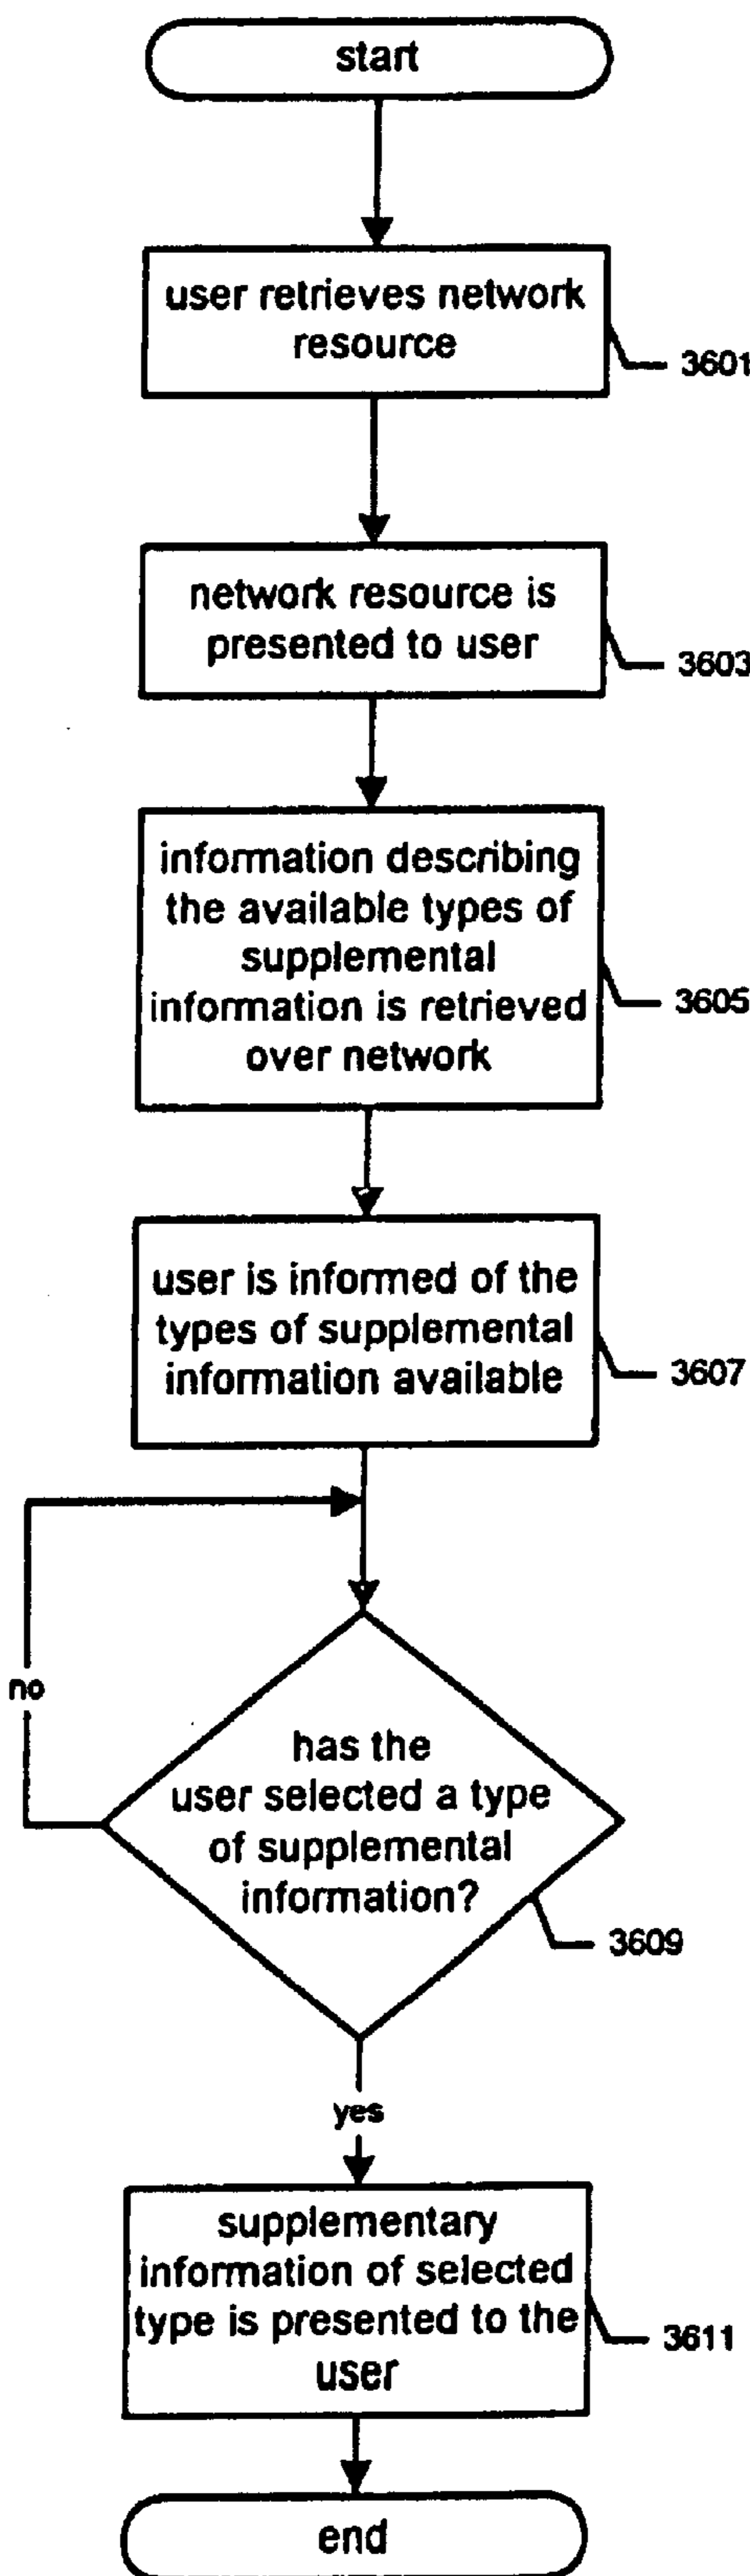 start
user retrieves network
resource
3601
network resource is
presented to user
3603
information describing
the available types of
supplemental
information is retrieved
over network
3605
user is informed of the
types of supplemental
information available
3607
no
has the
user selected a type
of supplemental
information?
3609
yes
supplementary
information of selected
type is presented to the
user
3611
end